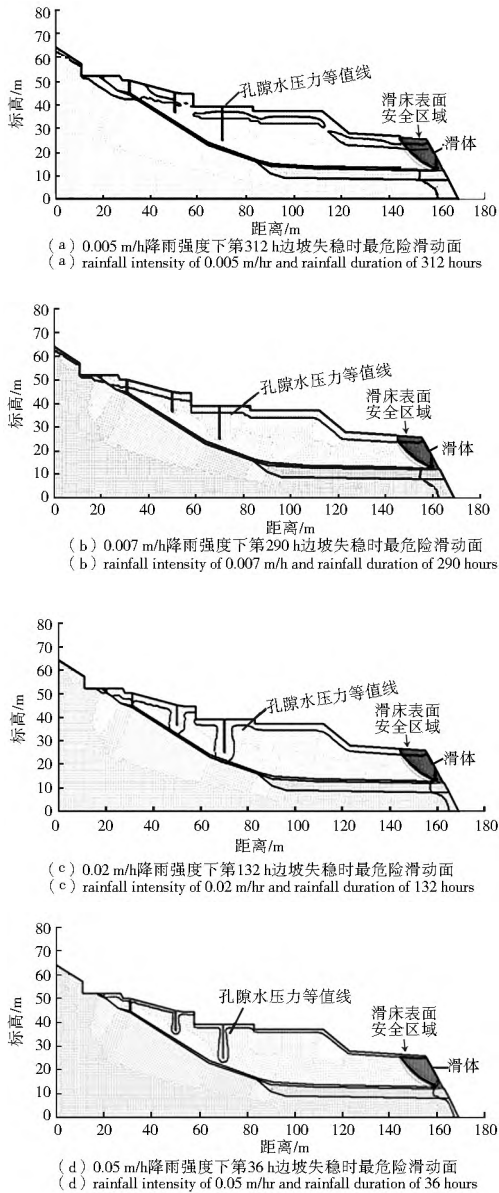 标高/m
80
70
60
50
40
30
20
10
0
孔隙水压力等值线
滑床表面
安全区域
滑体
0 20 40 60 80 100 120 140 160 180
距离/m
（a）0.005 m/h降雨强度下第312 h边坡失稳时最危险滑动面
（a）rainfall intensity of 0.005 m/hr and rainfall duration of 312 hours
标高/m
80
70
60
50
40
30
20
10
0
孔隙水压力等值线
滑床表面
安全区域
滑体
0 20 40 60 80 100 120 140 160 180
距离/m
（b）0.007 m/h降雨强度下第290 h边坡失稳时最危险滑动面
（b）rainfall intensity of 0.007 m/h and rainfall duration of 290 hours
标高/m
80
70
60
50
40
30
20
10
0
孔隙水压力等值线
滑床表面
安全区域
滑体
0 20 40 60 80 100 120 140 160 180
距离/m
（c）0.02 m/h降雨强度下第132 h边坡失稳时最危险滑动面
（c）rainfall intensity of 0.02 m/hr and rainfall duration of 132 hours
标高/m
80
70
60
50
40
30
20
10
0
孔隙水压力等值线
滑床表面
安全区域
滑体
0 20 40 60 80 100 120 140 160 180
距离/m
（d）0.05 m/h降雨强度下第36 h边坡失稳时最危险滑动面
（d）rainfall intensity of 0.05 m/hr and rainfall duration of 36 hours